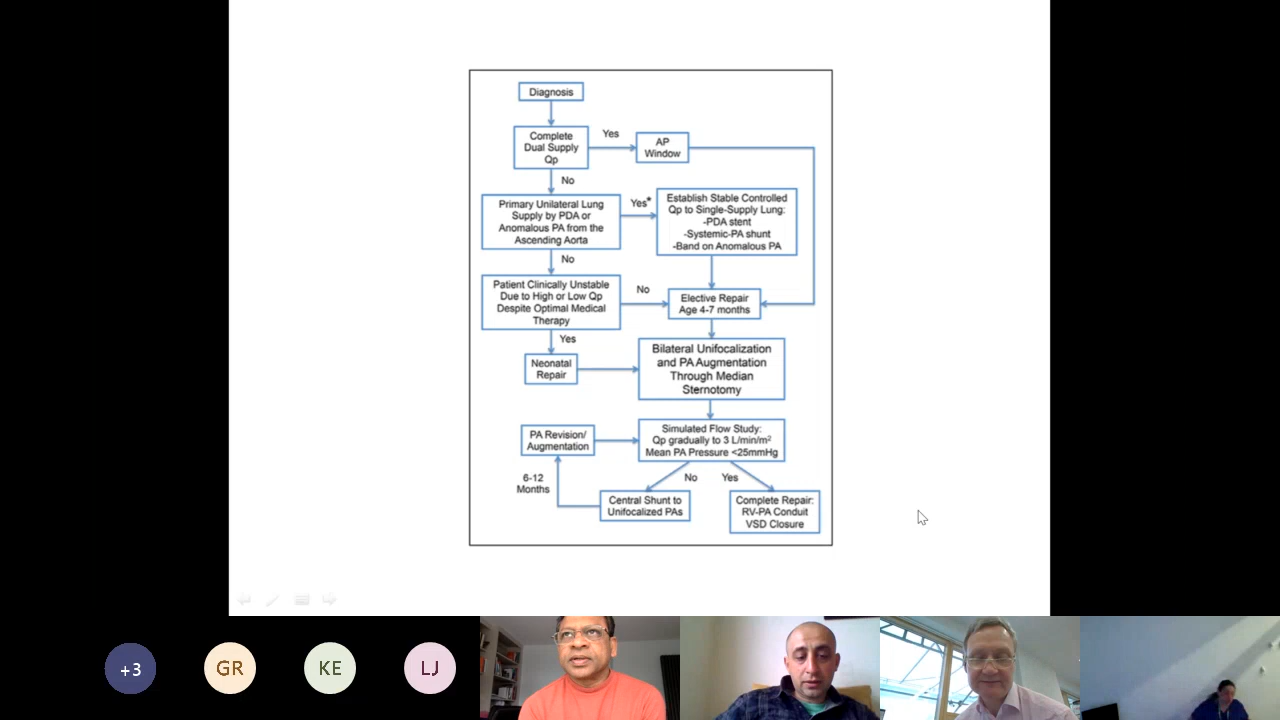 Diagnosis
Complete
Dual Supply
Qp
Yes
AP
Window
No
Primary Unilateral Lung
Supply by PDA or
Anomalous PA from the
Ascending Aorta
Yes*
Establish Stable Controlled
Qp to Single-Supply Lung:
-PDA stent
-Systemic-PA shunt
-Band on Anomalous PA
No
Patient Clinically Unstable
Due to High or Low Qp
Despite Optimal Medical
Therapy
No
Elective Repair
Age 4-7 months
Yes
Neonatal
Repair
Bilateral Unifocalization
and PA Augmentation
Through Median
Sternotomy
PA Revision/
Augmentation
Simulated Flow Study:
Qp gradually to 3 L/min/m²
Mean PA Pressure <25mmHg
6-12
Months
No
Yes
Central Shunt to
Unifocalized PAs
Complete Repair:
RV-PA Conduit
VSD Closure
+3
GR
KE
LJ